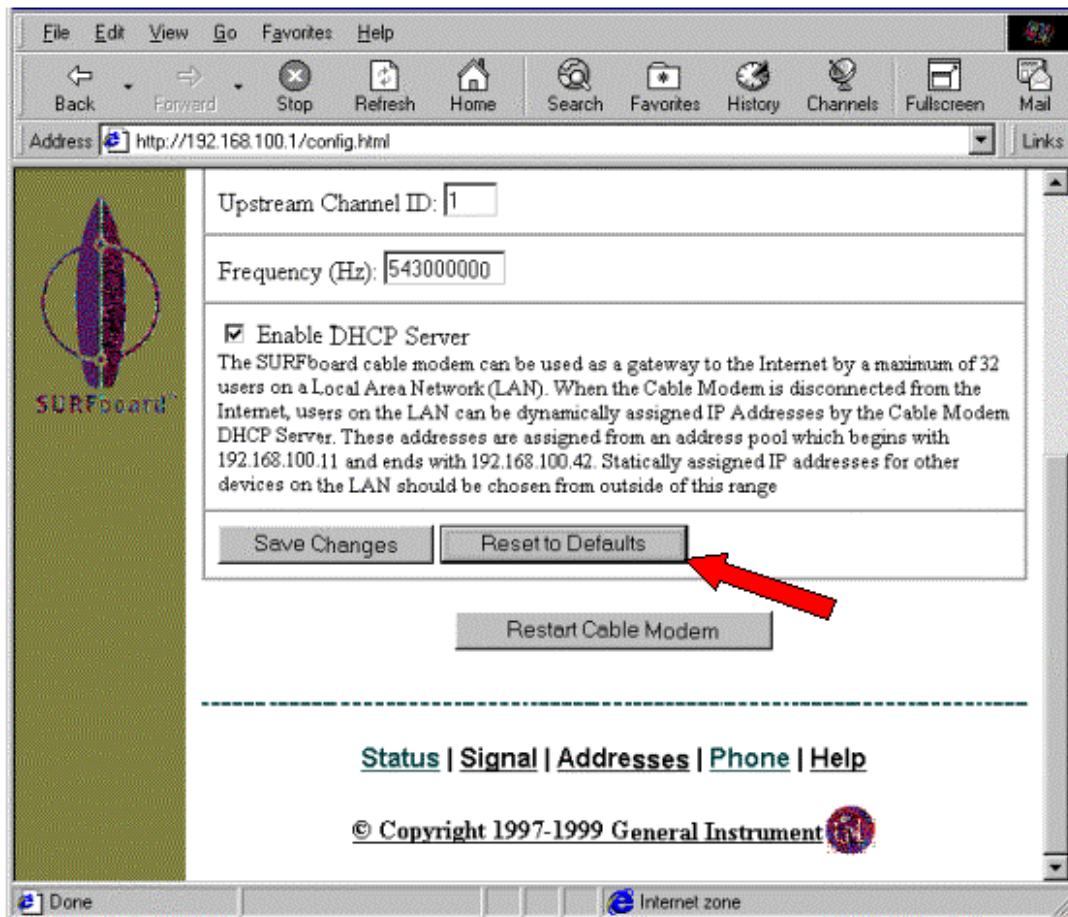 File Edit View Go Favorites Help
Back Forward Stop Refresh Home Search Favorites History Channels Fullscreen Mail
Address http://192.168.100.1/config.html Links
Upstream Channel ID: 1
Frequency (Hz): 543000000
Enable DHCP Server
The SURFboard cable modem can be used as a gateway to the Internet by a maximum of 32
users on a Local Area Network (LAN). When the Cable Modem is disconnected from the
Internet, users on the LAN can be dynamically assigned IP Addresses by the Cable Modem
DHCP Server. These addresses are assigned from an address pool which begins with
192.168.100.11 and ends with 192.168.100.42. Statically assigned IP addresses for other
devices on the LAN should be chosen from outside of this range
SURFboard™
Save Changes Reset to Defaults
Restart Cable Modem
Status | Signal | Addresses | Phone | Help
© Copyright 1997-1999 General Instrument
Done Internet zone